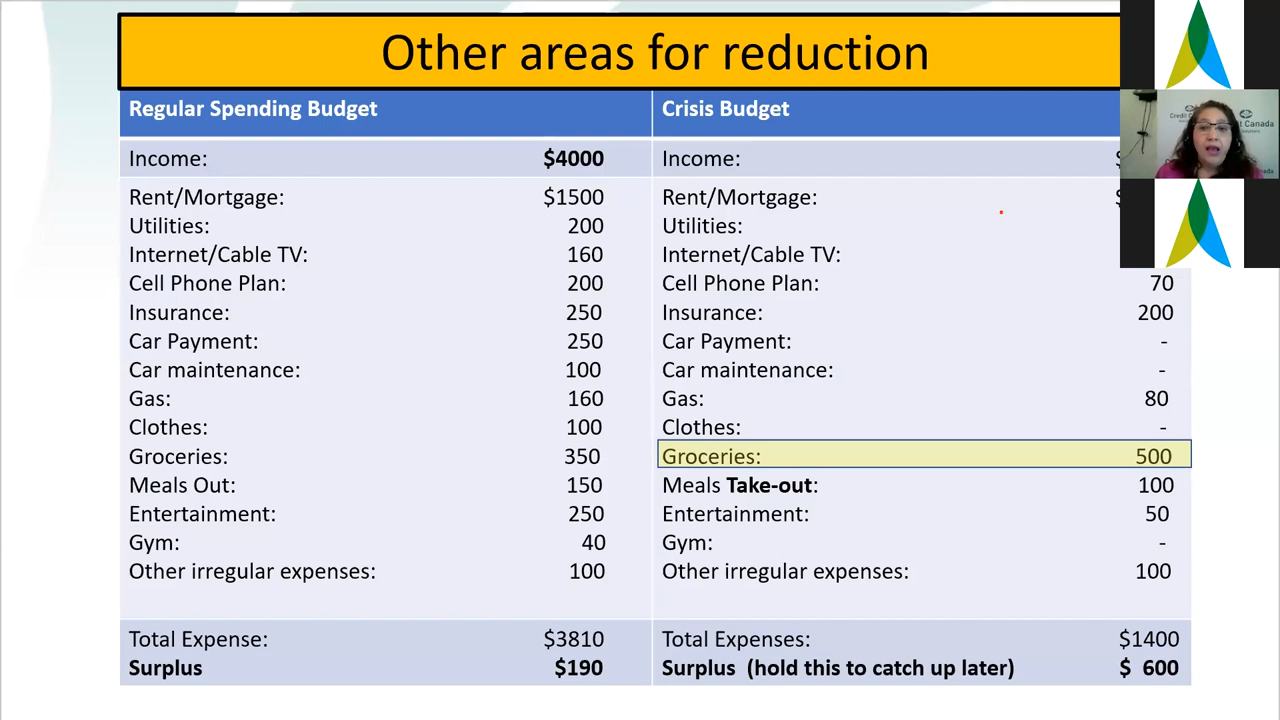 Other areas for reduction
Regular Spending Budget
Crisis Budget
Income: $4000
Income: $
Rent/Mortgage: $1500
Rent/Mortgage: $
Utilities: 200
Utilities:
Internet/Cable TV: 160
Internet/Cable TV:
Cell Phone Plan: 200
Cell Phone Plan: 70
Insurance: 250
Insurance: 200
Car Payment: 250
Car Payment: -
Car maintenance: 100
Car maintenance: -
Gas: 160
Gas: 80
Clothes: 100
Clothes: -
Groceries: 350
Groceries: 500
Meals Out: 150
Meals Take-out: 100
Entertainment: 250
Entertainment: 50
Gym: 40
Gym: -
Other irregular expenses: 100
Other irregular expenses: 100
Total Expense: $3810
Total Expenses: $1400
Surplus $190
Surplus (hold this to catch up later) $ 600